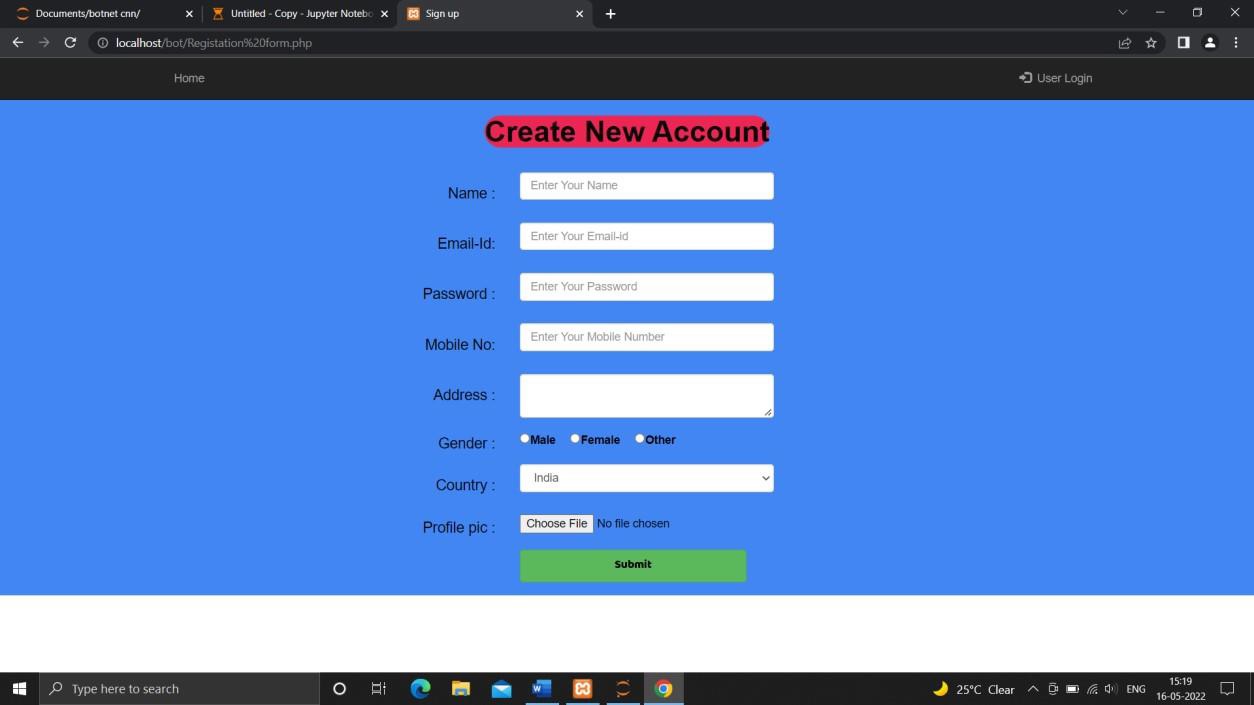 Documents/botnet cnn/
Untitled - Copy - Jupyter Notebo
Sign up
localhost/bot/Registation%20form.php
Home
User Login
Create New Account
Name :
Enter Your Name
Email-Id:
Enter Your Email-id
Password :
Enter Your Password
Mobile No:
Enter Your Mobile Number
Address :
Gender :
Male Female Other
Country :
India
Profile pic :
Choose File No file chosen
Submit
Type here to search
25°C Clear
ENG
15:19
16-05-2022